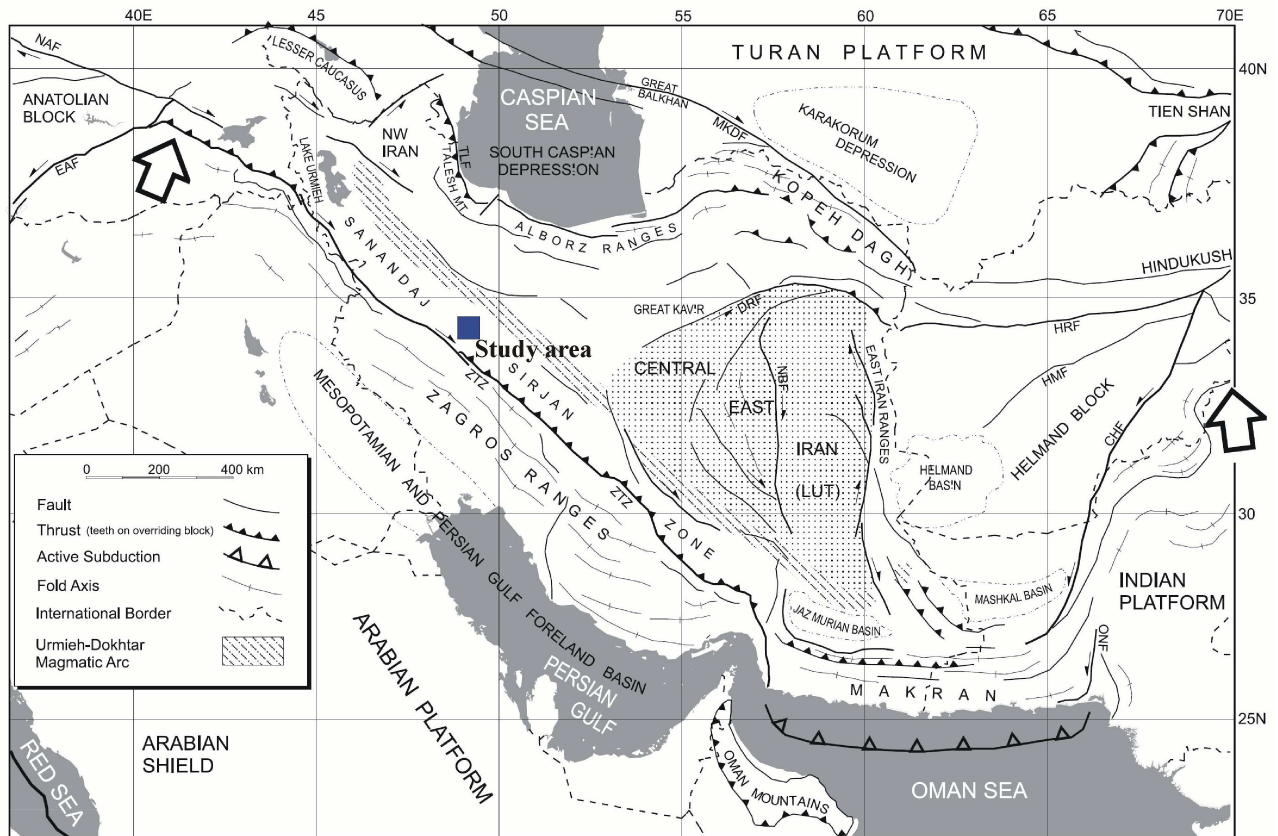 40E
45
50
55
60
65
70E
NAF
LESSER CAUCASUS
TURAN PLATFORM
40N
ANATOLIAN
BLOCK
CASPIAN
SEA
GREAT
BALKHAN
KARAKORUM
DEPRESSION
TIEN SHAN
NW
IRAN
MKDF
EAF
LAKE URMIEH
TLF
TALESH MT
SOUTH CASPIAN
DEPRESSION
KOPEH DAGH
ALBORZ RANGES
HINDUKUSH
SANANDAJ
35
GREAT KAVIR
DRF
HRF
Study area
ZTZ
SIRJAN
CENTRAL
EAST
IRAN
(LUT)
NBF
EAST IRAN RANGES
HMF
HELMAND BLOCK
CHF
MESOPOTAMIAN AND PERSIAN GULF FORELAND BASIN
ZAGROS RANGES
HELMAND
BASIN
ZTZ
ZONE
30
0
200
400 km
Fault
Thrust (teeth on overriding block)
Active Subduction
Fold Axis
International Border
Urmieh-Dokhtar
Magmatic Arc
INDIAN
PLATFORM
MASHKAL BASIN
JAZ MURIAN BASIN
ONF
ARABIAN PLATFORM
PERSIAN
GULF
MAKRAN
25N
RED SEA
ARABIAN
SHIELD
OMAN MOUNTAINS
OMAN SEA